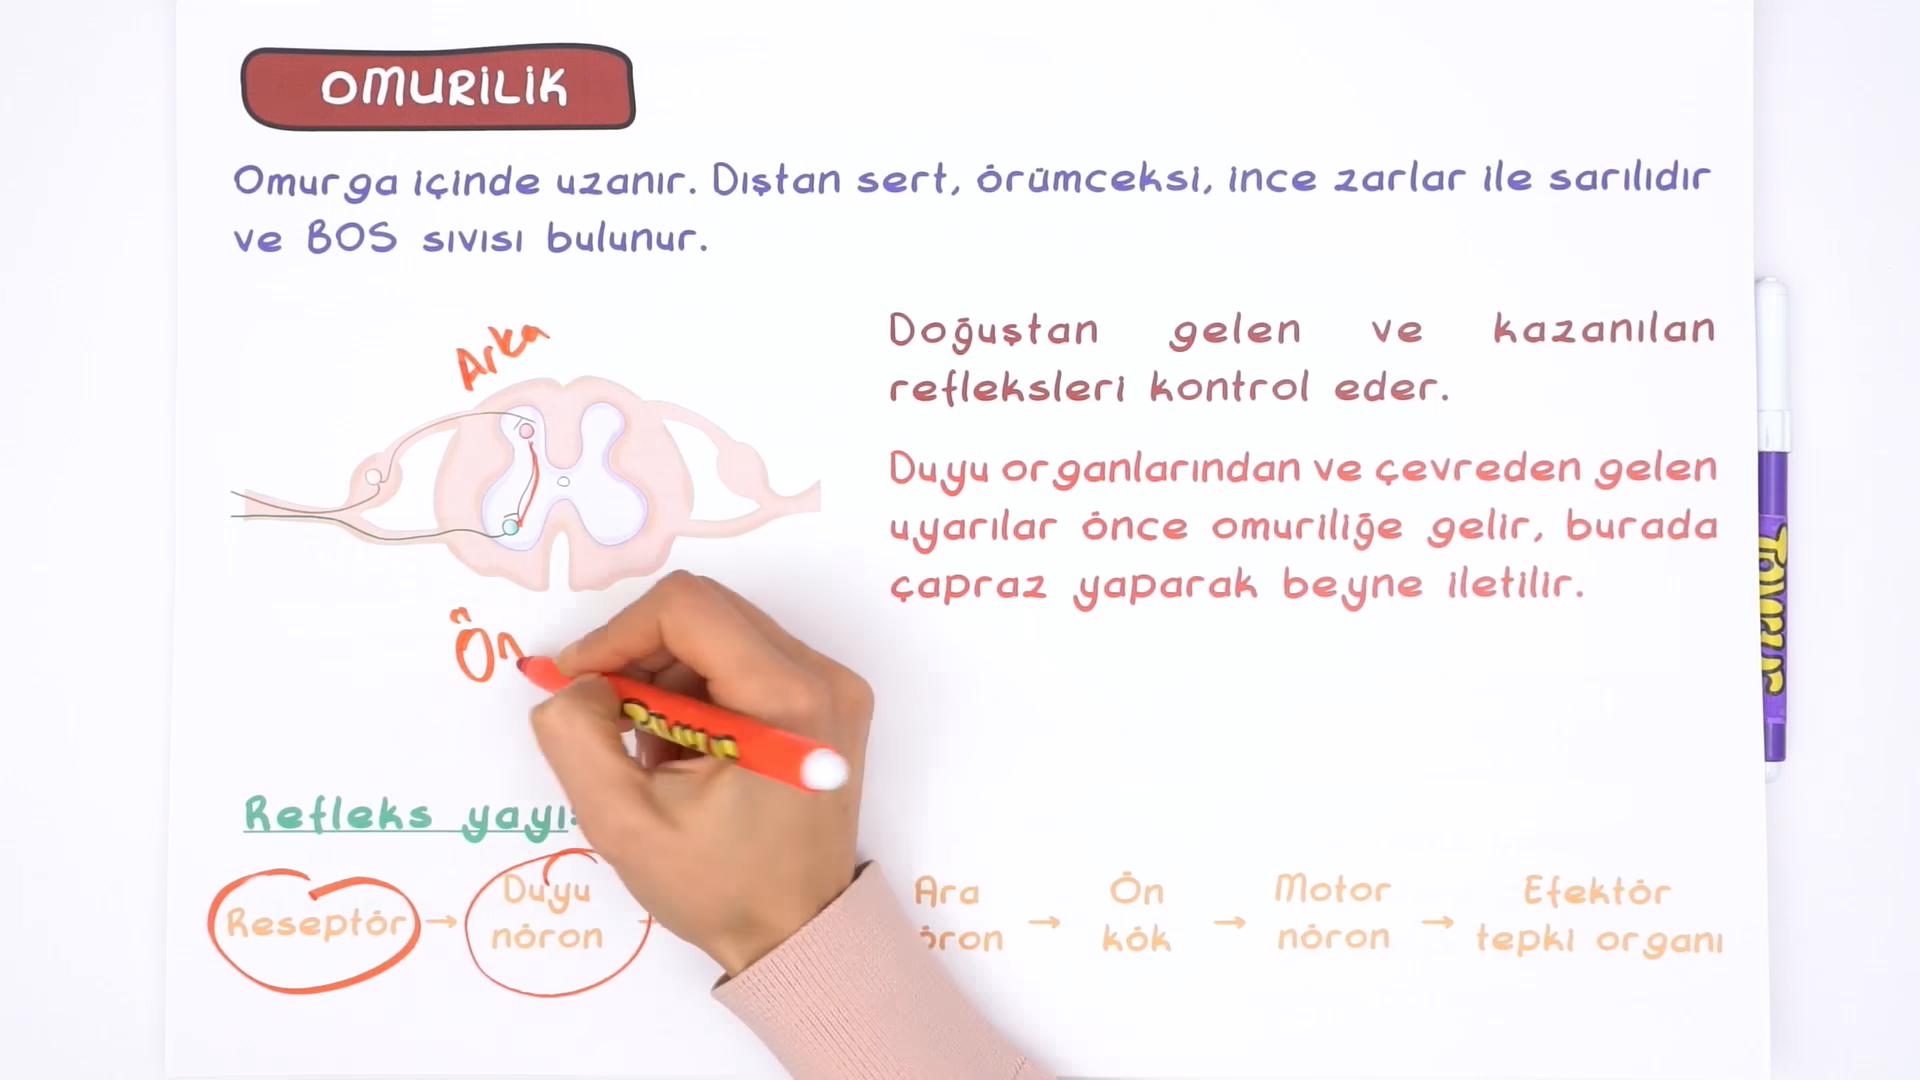 OMURİLİK
Omurga içinde uzanır. Dıştan sert, örümceksi, ince zarlar ile sarılıdır
ve BOS sıvısı bulunur.
Arka
Doğuştan gelen ve kazanılan
refleksleri kontrol eder.
Duyu organlarından ve çevreden gelen
uyarılar önce omuriliğe gelir, burada
çapraz yaparak beyne iletilir.
Ön
Refleks yayı:
Reseptör → Duyu nöron → Ara → Ön kök → Motor nöron → Efektör tepki organı